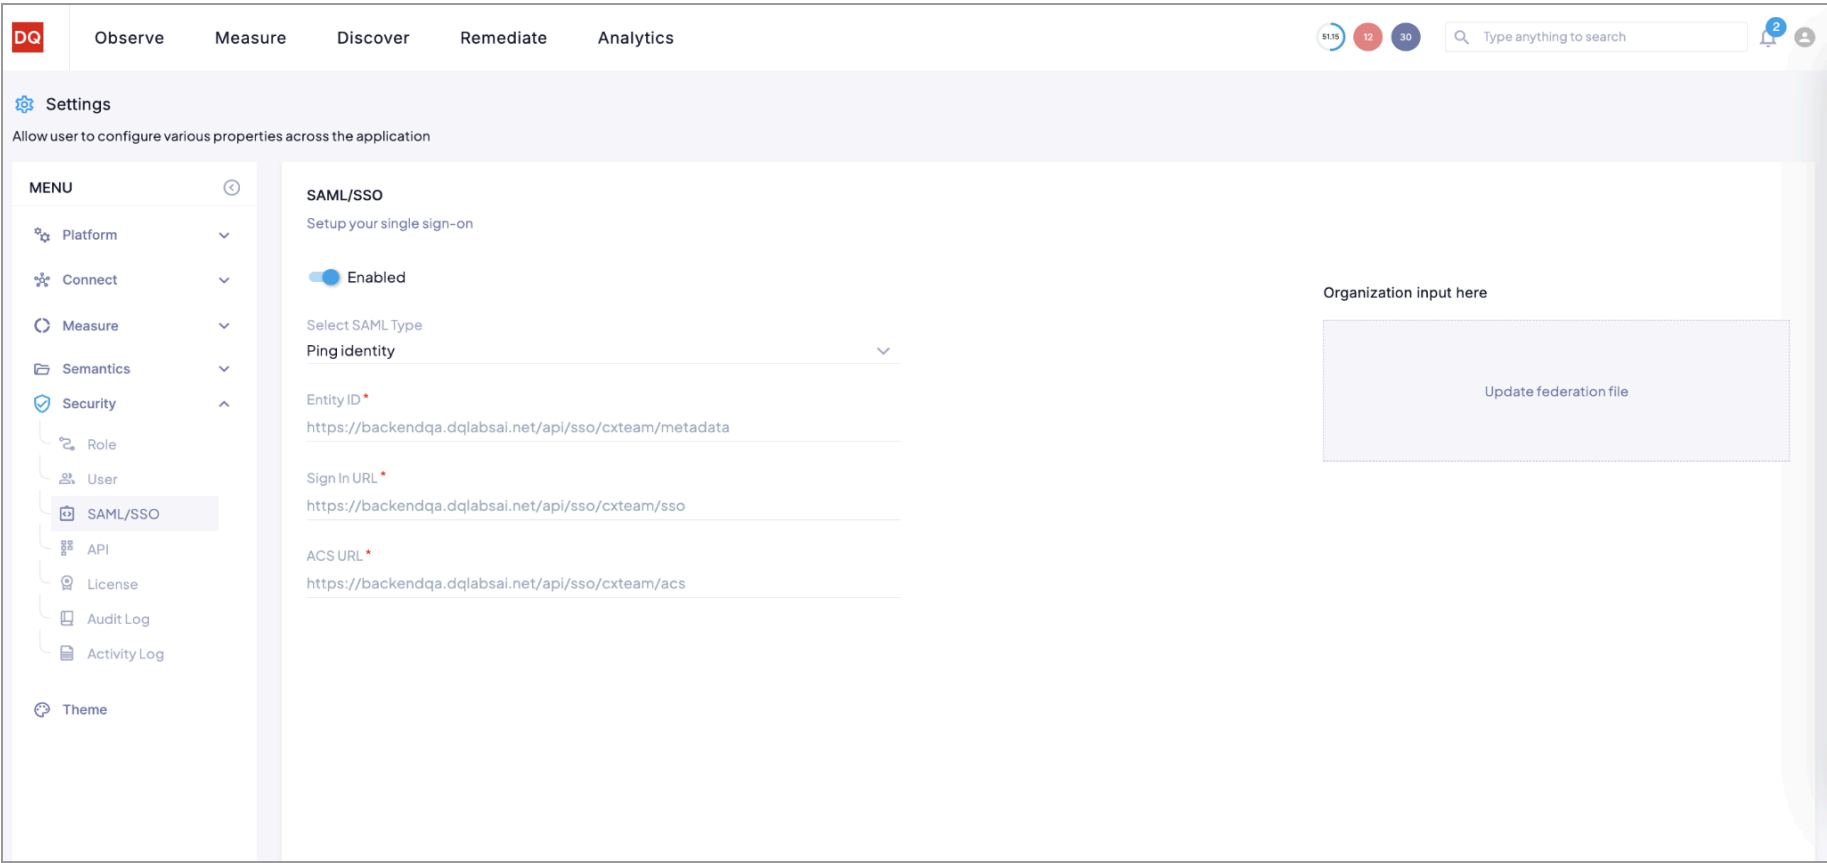 DQ
Observe
Measure
Discover
Remediate
Analytics
51.15
12
30
Type anything to search
2
Settings
Allow user to configure various properties across the application
MENU
Platform
Connect
Measure
Semantics
Security
Role
User
SAML/SSO
API
License
Audit Log
Activity Log
Theme
SAML/SSO
Setup your single sign-on
Enabled
Select SAML Type
Ping identity
Entity ID *
https://backendqa.dqlabsai.net/api/sso/cxteam/metadata
Sign In URL *
https://backendqa.dqlabsai.net/api/sso/cxteam/sso
ACS URL *
https://backendqa.dqlabsai.net/api/sso/cxteam/acs
Organization input here
Update federation file